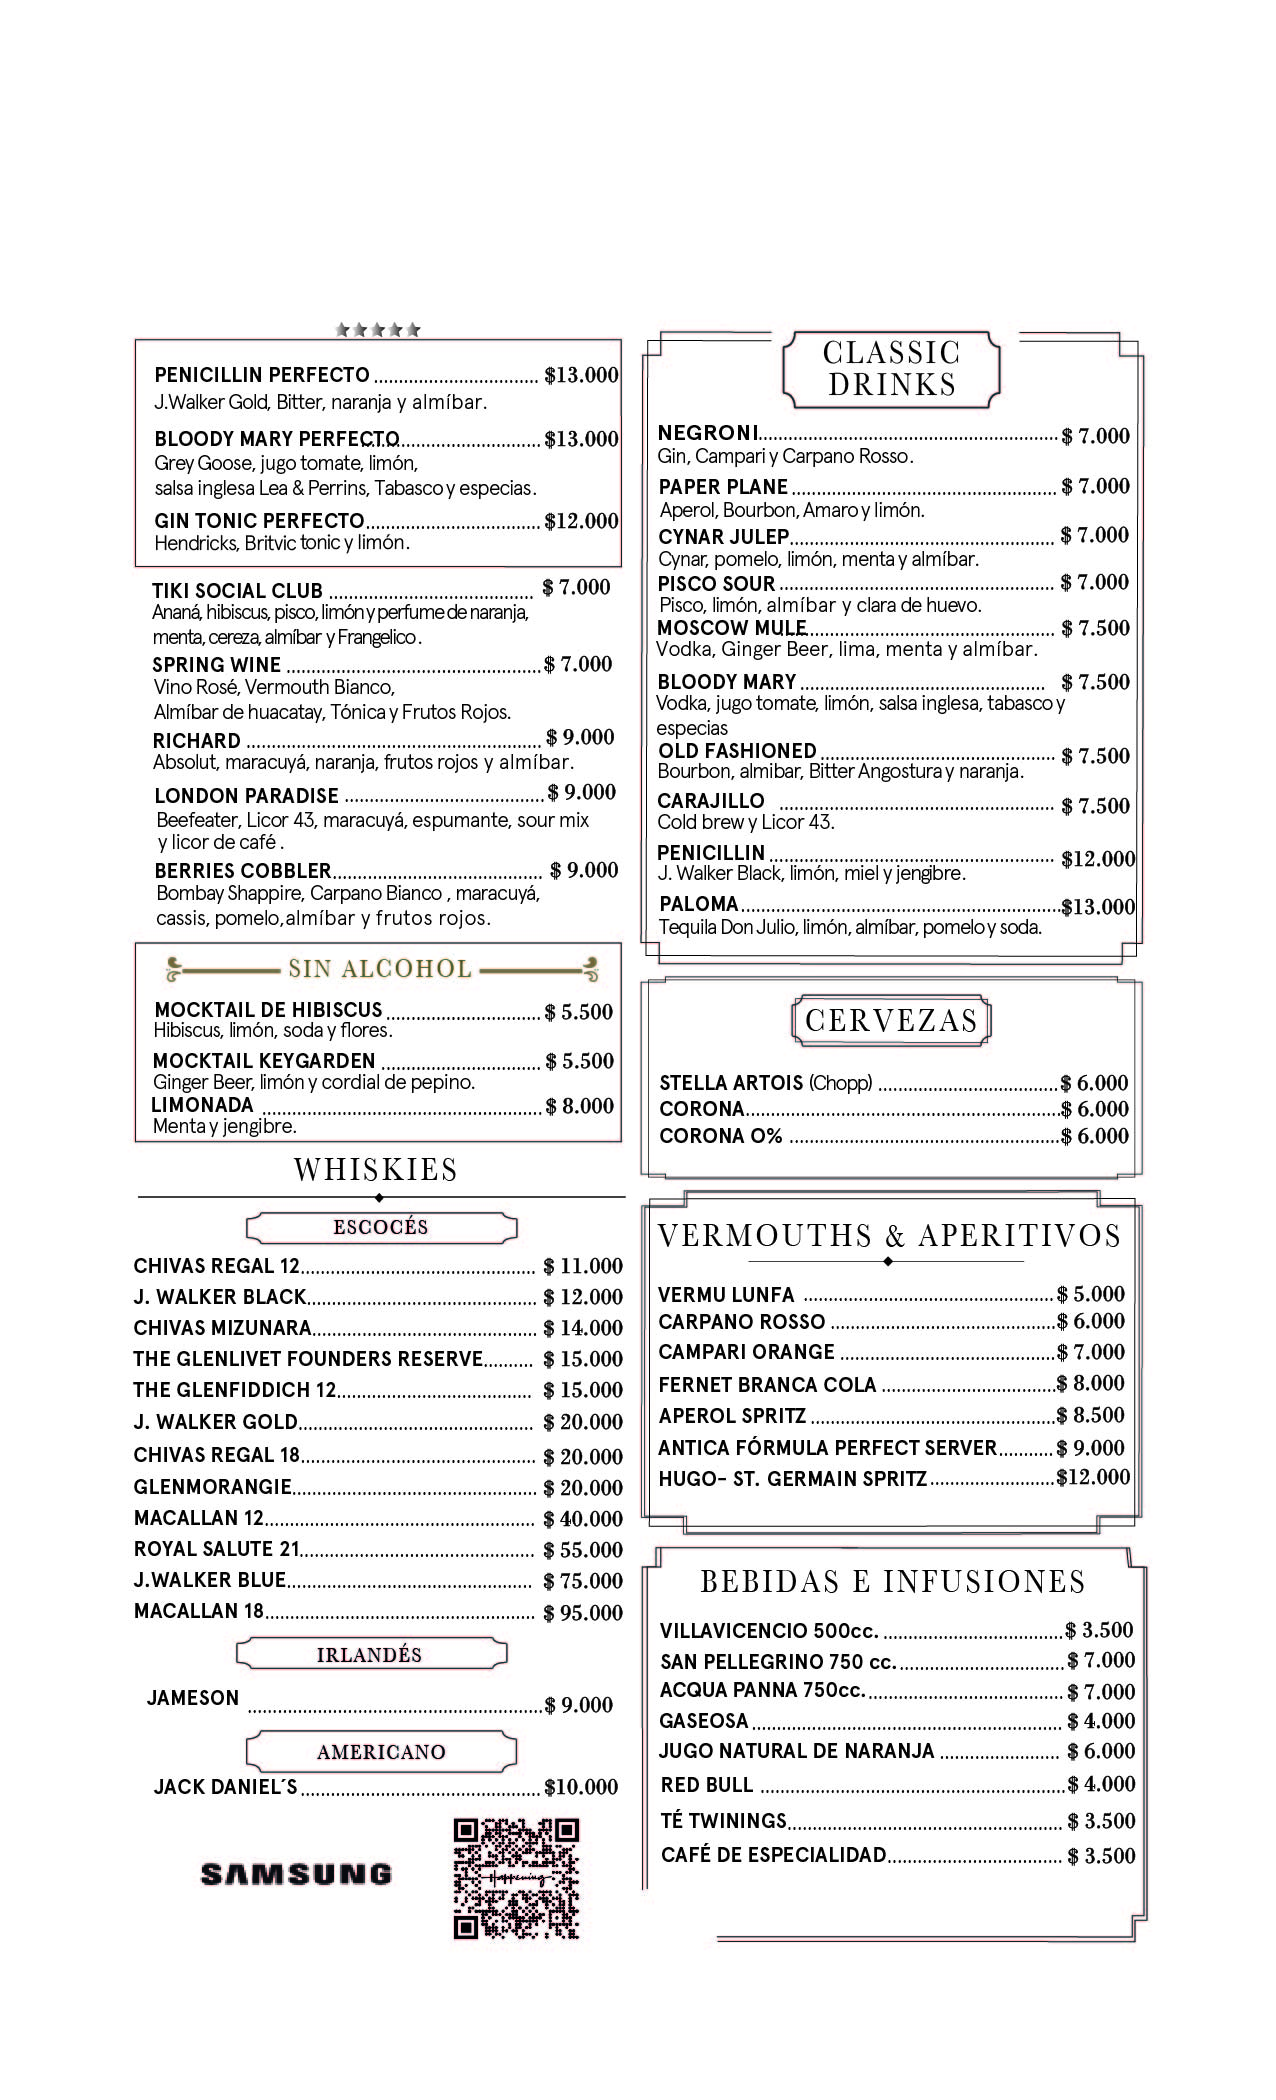 PENICILLIN PERFECTO ................................. $13.000
J.Walker Gold, Bitter, naranja y almíbar.
BLOODY MARY PERFECTO ............................ $13.000
Grey Goose, jugo tomate, limón,
salsa inglesa Lea & Perrins, Tabasco y especias.
GIN TONIC PERFECTO................................... $12.000
Hendricks, Britvic tonic y limón.
TIKI SOCIAL CLUB ......................................... $ 7.000
Ananá, hibiscus, pisco, limón y perfume de naranja,
menta, cereza, almíbar y Frangelico.
SPRING WINE ................................................... $ 7.000
Vino Rosé, Vermouth Bianco,
Almíbar de huacatay, Tónica y Frutos Rojos.
RICHARD ........................................................... $ 9.000
Absolut, maracuyá, naranja, frutos rojos y almíbar.
LONDON PARADISE ........................................ $ 9.000
Beefeater, Licor 43, maracuyá, espumante, sour mix
y licor de café .
BERRIES COBBLER.......................................... $ 9.000
Bombay Shappire, Carpano Bianco , maracuyá,
cassis, pomelo,almíbar y frutos rojos.
SIN ALCOHOL
MOCKTAIL DE HIBISCUS ............................... $ 5.500
Hibiscus, limón, soda y flores.
MOCKTAIL KEYGARDEN ................................ $ 5.500
Ginger Beer, limón y cordial de pepino.
LIMONADA ........................................................ $ 8.000
Menta y jengibre.
WHISKIES
ESCOCÉS
CHIVAS REGAL 12............................................... $ 11.000
J. WALKER BLACK.............................................. $ 12.000
CHIVAS MIZUNARA............................................. $ 14.000
THE GLENLIVET FOUNDERS RESERVE.......... $ 15.000
THE GLENFIDDICH 12....................................... $ 15.000
J. WALKER GOLD............................................... $ 20.000
CHIVAS REGAL 18............................................... $ 20.000
GLENMORANGIE................................................. $ 20.000
MACALLAN 12...................................................... $ 40.000
ROYAL SALUTE 21............................................... $ 55.000
J.WALKER BLUE................................................. $ 75.000
MACALLAN 18...................................................... $ 95.000
IRLANDÉS
JAMESON ........................................................... $ 9.000
AMERICANO
JACK DANIEL´S ................................................ $10.000
SAMSUNG
Happening
CLASSIC
DRINKS
NEGRONI............................................................ $ 7.000
Gin, Campari y Carpano Rosso.
PAPER PLANE ..................................................... $ 7.000
Aperol, Bourbon, Amaro y limón.
CYNAR JULEP..................................................... $ 7.000
Cynar, pomelo, limón, menta y almíbar.
PISCO SOUR ....................................................... $ 7.000
Pisco, limón, almíbar y clara de huevo.
MOSCOW MULE.................................................. $ 7.500
Vodka, Ginger Beer, lima, menta y almíbar.
BLOODY MARY ................................................. $ 7.500
Vodka, jugo tomate, limón, salsa inglesa, tabasco y
especias
OLD FASHIONED ............................................... $ 7.500
Bourbon, almibar, Bitter Angostura y naranja.
CARAJILLO ....................................................... $ 7.500
Cold brew y Licor 43.
PENICILLIN ......................................................... $12.000
J. Walker Black, limón, miel y jengibre.
PALOMA ................................................................ $13.000
Tequila Don Julio, limón, almíbar, pomelo y soda.
CERVEZAS
STELLA ARTOIS (Chopp) ..................................... $ 6.000
CORONA............................................................... $ 6.000
CORONA 0% ...................................................... $ 6.000
VERMOUTHS & APERITIVOS
VERMU LUNFA .................................................. $ 5.000
CARPANO ROSSO ............................................. $ 6.000
CAMPARI ORANGE ........................................... $ 7.000
FERNET BRANCA COLA ................................... $ 8.000
APEROL SPRITZ ................................................. $ 8.500
ANTICA FÓRMULA PERFECT SERVER........... $ 9.000
HUGO- ST. GERMAIN SPRITZ......................... $12.000
BEBIDAS E INFUSIONES
VILLAVICENCIO 500cc. .................................... $ 3.500
SAN PELLEGRINO 750 cc. ................................. $ 7.000
ACQUA PANNA 750cc........................................ $ 7.000
GASEOSA .............................................................. $ 4.000
JUGO NATURAL DE NARANJA ........................ $ 6.000
RED BULL ............................................................. $ 4.000
TÉ TWININGS....................................................... $ 3.500
CAFÉ DE ESPECIALIDAD................................... $ 3.500